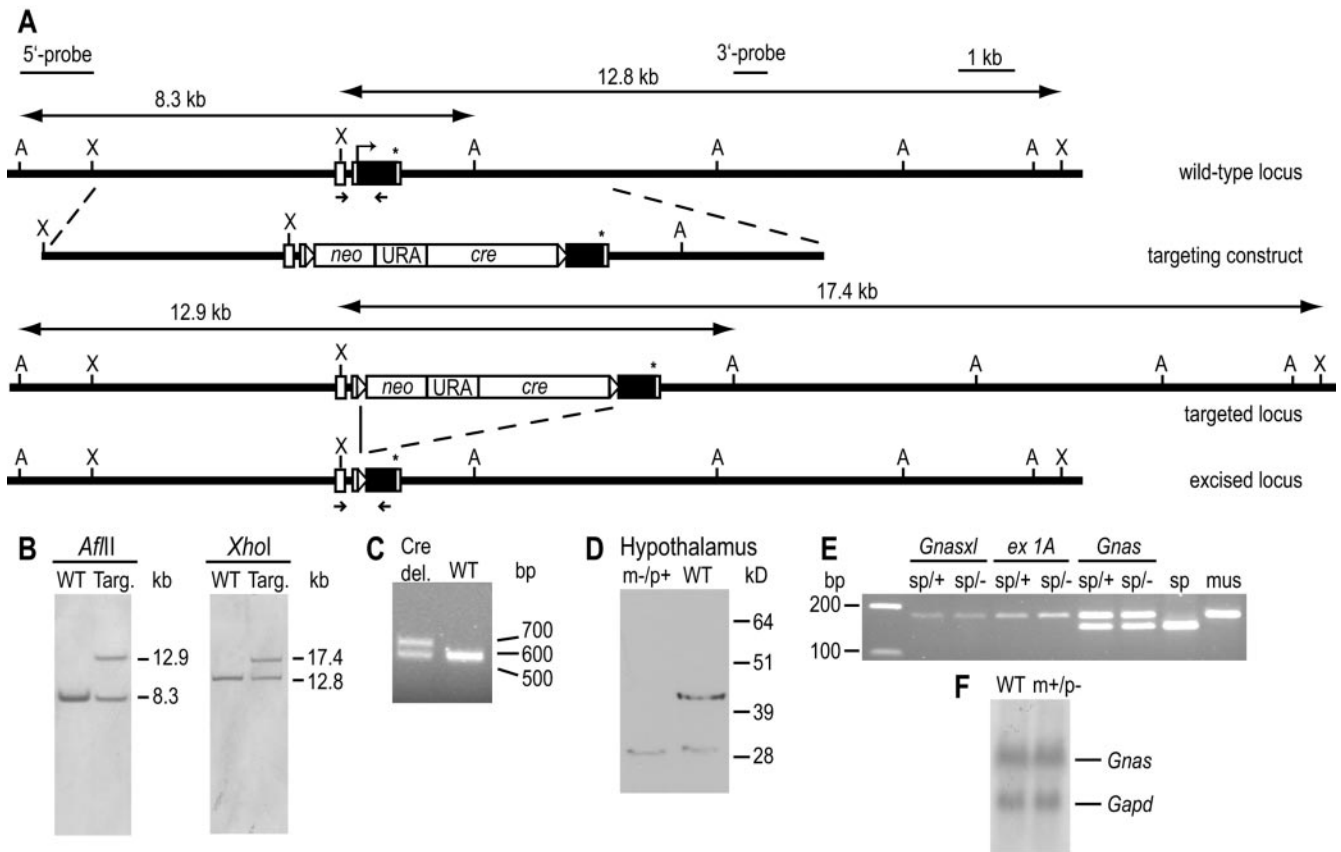 A
5'-probe
3'-probe
1 kb
12.8 kb
8.3 kb
A X X * A A A A X
wild-type locus
X X * A
neo URA cre
targeting construct
17.4 kb
12.9 kb
A X X * A A A A X
neo URA cre
targeted locus
A X X * A A A A X
excised locus
B
AflII
XhoI
WT Targ. kb
WT Targ. kb
12.9
8.3
17.4
12.8
C
Cre del.
WT
bp
700
600
500
D
Hypothalamus
m-/p+ WT kD
64
51
39
28
E
Gnasxl ex 1A Gnas
bp sp/+ sp/- sp/+ sp/- sp/+ sp/- sp mus
200
100
F
WT m+/p-
Gnas
Gapd